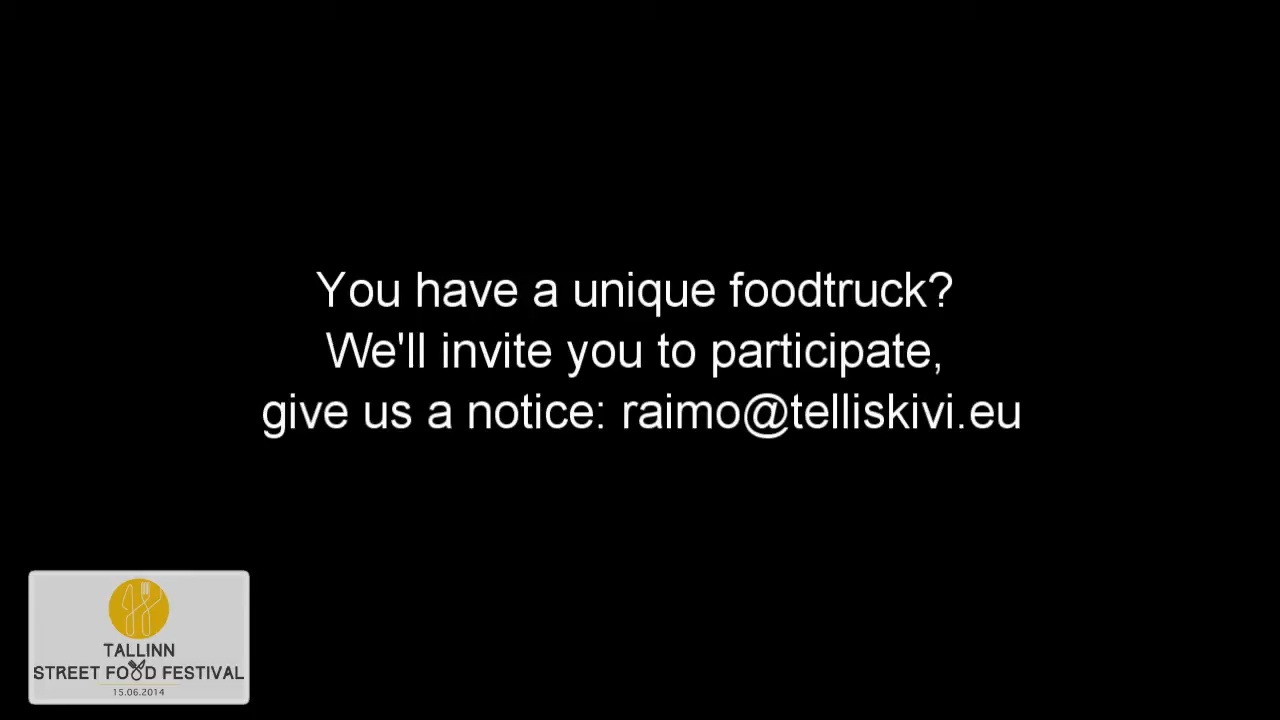 You have a unique foodtruck?
We'll invite you to participate,
give us a notice: raimo@telliskivi.eu
TALLINN
STREET FOOD FESTIVAL
15.06.2014